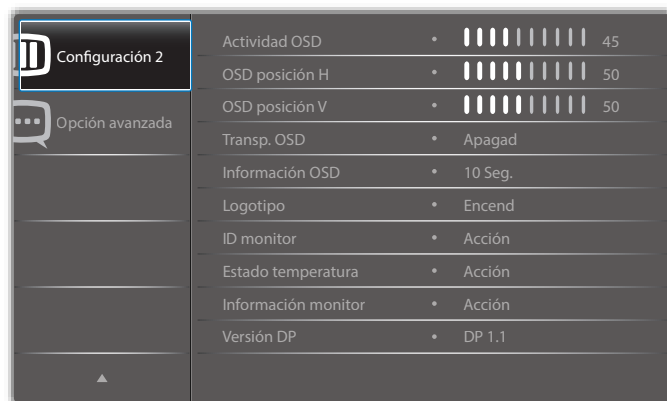 Configuración 2
Opción avanzada
Actividad OSD • 45
OSD posición H • 50
OSD posición V • 50
Transp. OSD • Apagad
Información OSD • 10 Seg.
Logotipo • Encend
ID monitor • Acción
Estado temperatura • Acción
Información monitor • Acción
Versión DP • DP 1.1